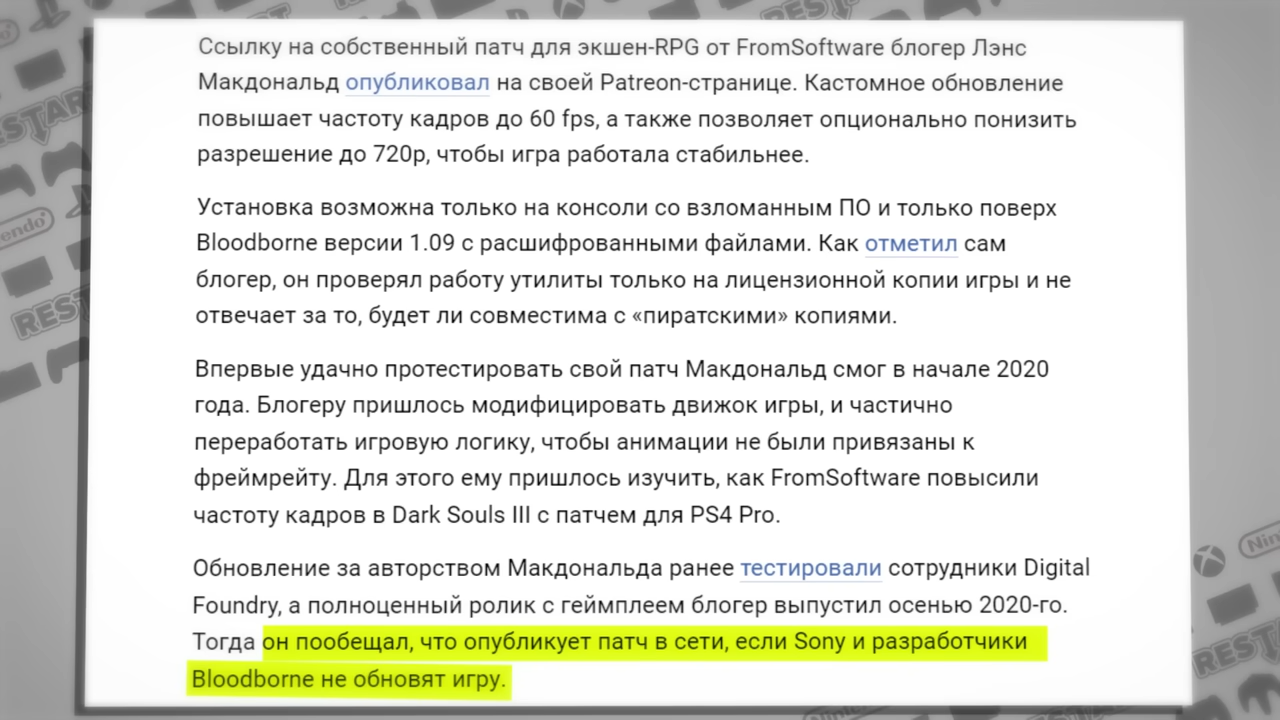 Ссылку на собственный патч для экшен-RPG от FromSoftware блогер Лэнс
Макдональд опубликовал на своей Patreon-странице. Кастомное обновление
повышает частоту кадров до 60 fps, а также позволяет опционально понизить
разрешение до 720p, чтобы игра работала стабильнее.
Установка возможна только на консоли со взломанным ПО и только поверх
Bloodborne версии 1.09 с расшифрованными файлами. Как отметил сам
блогер, он проверял работу утилиты только на лицензионной копии игры и не
отвечает за то, будет ли совместима с «пиратскими» копиями.
Впервые удачно протестировать свой патч Макдональд смог в начале 2020
года. Блогеру пришлось модифицировать движок игры, и частично
переработать игровую логику, чтобы анимации не были привязаны к
фреймрейту. Для этого ему пришлось изучить, как FromSoftware повысили
частоту кадров в Dark Souls III с патчем для PS4 Pro.
Обновление за авторством Макдональда ранее тестировали сотрудники Digital
Foundry, а полноценный ролик с геймплеем блогер выпустил осенью 2020-го.
Тогда он пообещал, что опубликует патч в сети, если Sony и разработчики
Bloodborne не обновят игру.